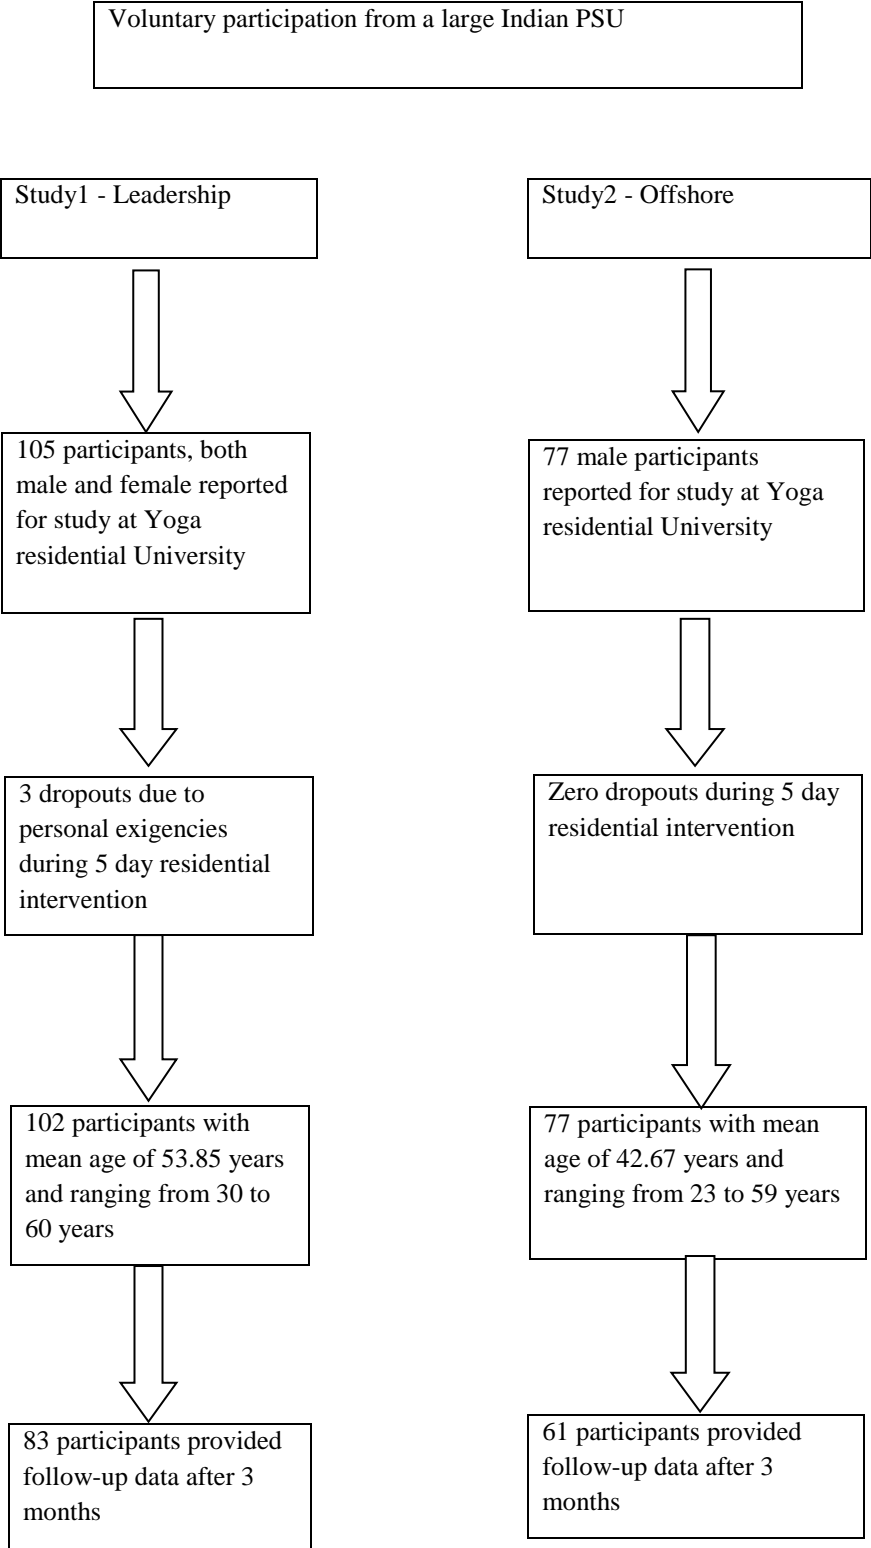 Voluntary participation from a large Indian PSU
Study1 - Leadership
Study2 - Offshore
105 participants, both
male and female reported
for study at Yoga
residential University
77 male participants
reported for study at Yoga
residential University
3 dropouts due to
personal exigencies
during 5 day residential
intervention
Zero dropouts during 5 day
residential intervention
102 participants with
mean age of 53.85 years
and ranging from 30 to
60 years
77 participants with mean
age of 42.67 years and
ranging from 23 to 59 years
83 participants provided
follow-up data after 3
months
61 participants provided
follow-up data after 3
months